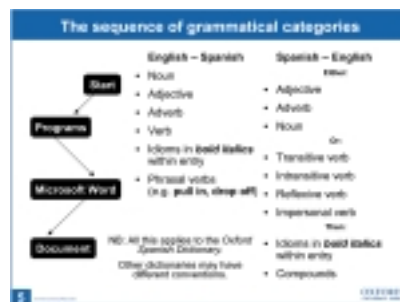 The sequence of grammatical categories
English – Spanish
• Noun
• Adjective
• Adverb
• Verb
• Idioms in bold italics
within entry
• Phrasal verbs
(e.g. pull in, drop off)
Spanish – English
Either:
• Adjective
• Adverb
• Noun
Or:
• Transitive verb
• Intransitive verb
• Reflexive verb
• Impersonal verb
Then:
• Idioms in bold italics
within entry
• Compounds
Start
Programs
Microsoft Word
Document
NB: All this applies to the Oxford
Spanish Dictionary.
Other dictionaries may have
different conventions.
5
OXFORD